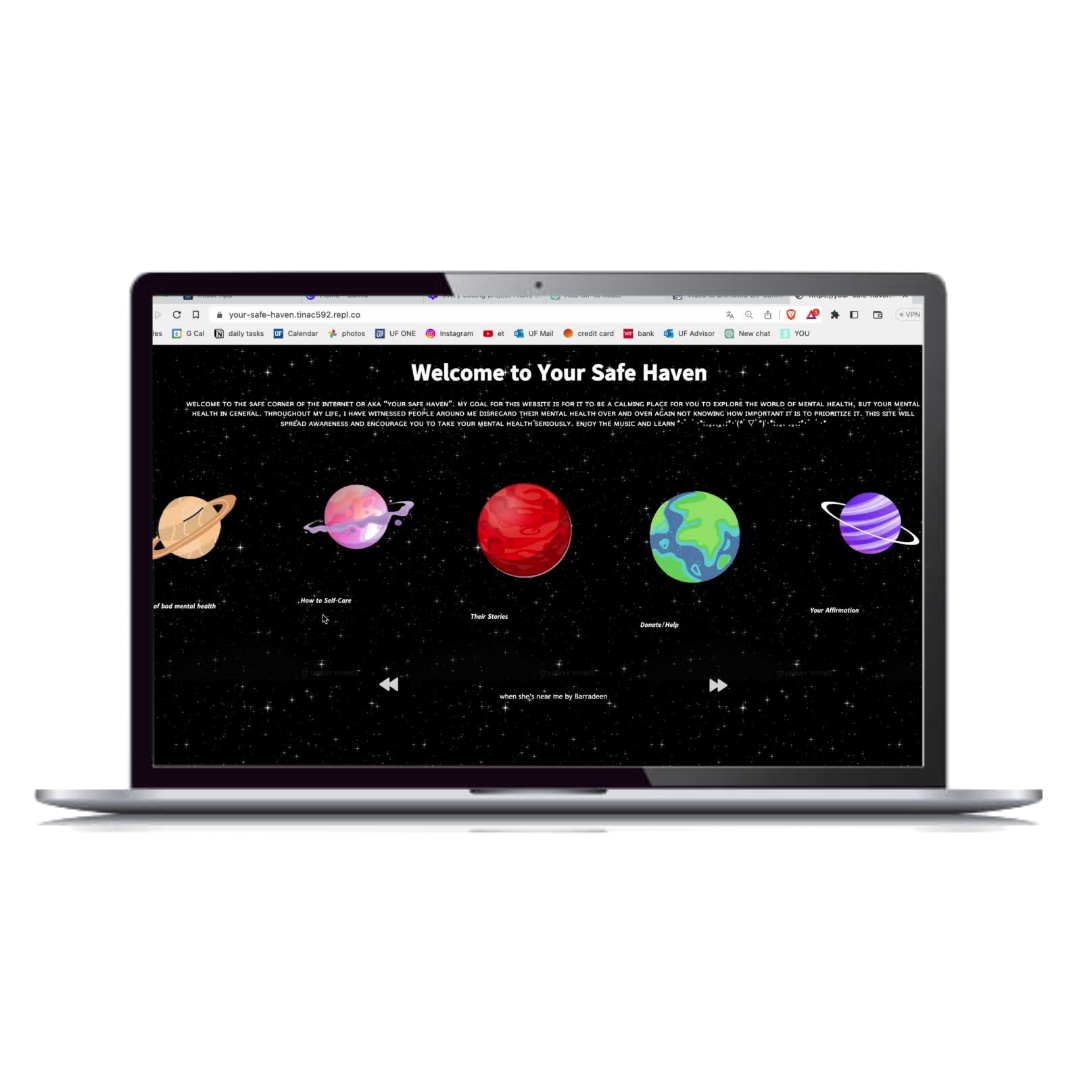 your-safe-haven.tinac592.repl.co
VPN
les G Cal daily tasks Calendar photos UF ONE Instagram et UF Mail credit card bank UF Advisor New chat YOU
Welcome to Your Safe Haven
WELCOME TO THE SAFE CORNER OF THE INTERNET OR AKA "YOUR SAFE HAVEN": MY GOAL FOR THIS WEBSITE IS FOR IT TO BE A CALMING PLACE FOR YOU TO EXPLORE THE WORLD OF MENTAL HEALTH, BUT YOUR MENTAL
HEALTH IN GENERAL. THROUGHOUT MY LIFE, I HAVE WITNESSED PEOPLE AROUND ME DISREGARD THEIR MENTAL HEALTH OVER AND OVER AGAIN NOT KNOWING HOW IMPORTANT IT IS TO PRIORITIZE IT. THIS SITE WILL
SPREAD AWARENESS AND ENCOURAGE YOU TO TAKE YOUR MENTAL HEALTH SERIOUSLY. ENJOY THE MUSIC AND LEARN
of bad mental health
How to Self-Care
Their Stories
Donate/Help
Your Affirmation
when she's near me by Barradeen